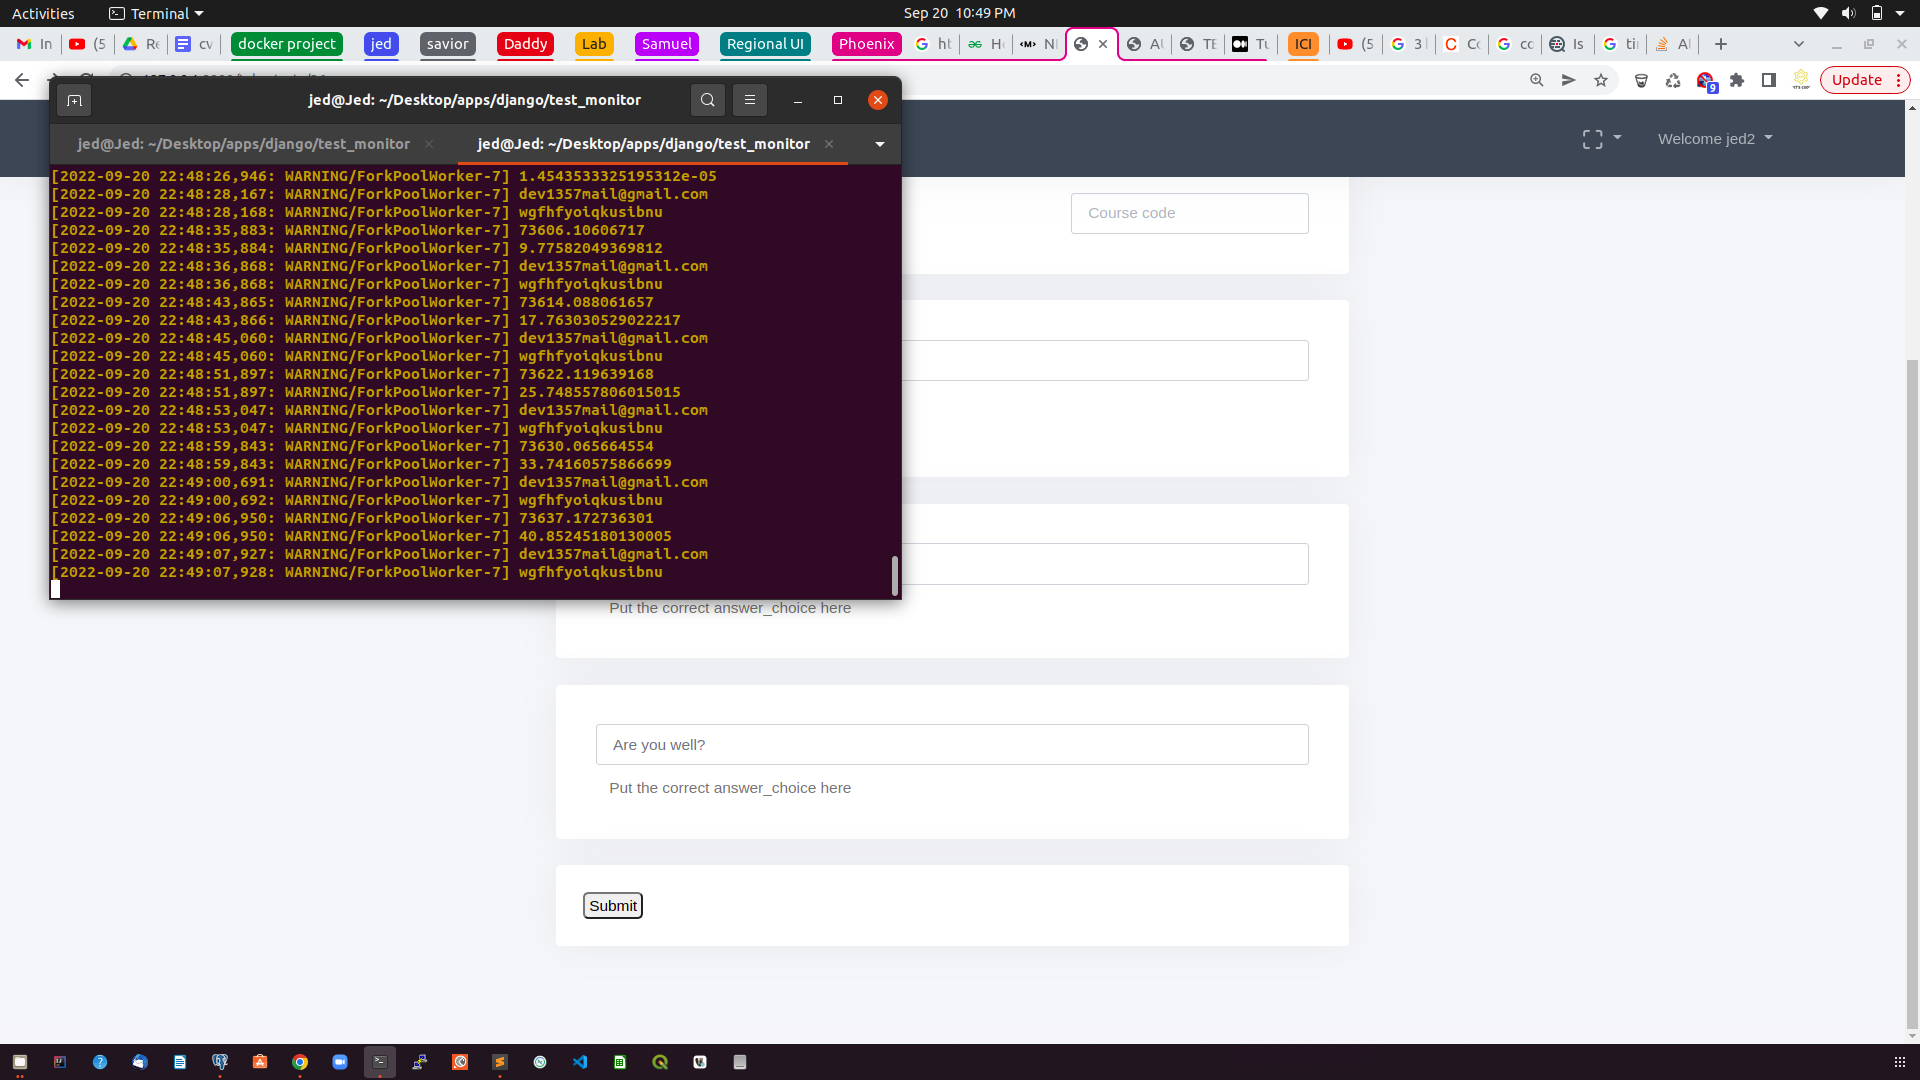 Activities
Terminal
Sep 20 10:49 PM
In
(5
Re
cv
docker project
jed
savior
Daddy
Lab
Samuel
Regional UI
Phoenix
ht
Ho
TE
Tu
ICI
(5
3 l
Co
co
Is
ti
9
Update
jed@Jed: ~/Desktop/apps/django/test_monitor
jed@Jed: ~/Desktop/apps/django/test_monitor
jed@Jed: ~/Desktop/apps/django/test_monitor
Welcome jed2
[2022-09-20 22:48:26,946: WARNING/ForkPoolWorker-7] 1.4543533325195312e-05
[2022-09-20 22:48:28,167: WARNING/ForkPoolWorker-7] dev1357mail@gmail.com
[2022-09-20 22:48:28,168: WARNING/ForkPoolWorker-7] wgfhfyoiqkusibnu
[2022-09-20 22:48:35,883: WARNING/ForkPoolWorker-7] 73606.10606717
[2022-09-20 22:48:35,884: WARNING/ForkPoolWorker-7] 9.77582049369812
[2022-09-20 22:48:36,868: WARNING/ForkPoolWorker-7] dev1357mail@gmail.com
[2022-09-20 22:48:36,868: WARNING/ForkPoolWorker-7] wgfhfyoiqkusibnu
[2022-09-20 22:48:43,865: WARNING/ForkPoolWorker-7] 73614.088061657
[2022-09-20 22:48:43,866: WARNING/ForkPoolWorker-7] 17.763030529022217
[2022-09-20 22:48:45,060: WARNING/ForkPoolWorker-7] dev1357mail@gmail.com
[2022-09-20 22:48:45,060: WARNING/ForkPoolWorker-7] wgfhfyoiqkusibnu
[2022-09-20 22:48:51,897: WARNING/ForkPoolWorker-7] 73622.119639168
[2022-09-20 22:48:51,897: WARNING/ForkPoolWorker-7] 25.748557806015015
[2022-09-20 22:48:53,047: WARNING/ForkPoolWorker-7] dev1357mail@gmail.com
[2022-09-20 22:48:53,047: WARNING/ForkPoolWorker-7] wgfhfyoiqkusibnu
[2022-09-20 22:48:59,843: WARNING/ForkPoolWorker-7] 73630.065664554
[2022-09-20 22:48:59,843: WARNING/ForkPoolWorker-7] 33.74160575866699
[2022-09-20 22:49:00,691: WARNING/ForkPoolWorker-7] dev1357mail@gmail.com
[2022-09-20 22:49:00,692: WARNING/ForkPoolWorker-7] wgfhfyoiqkusibnu
[2022-09-20 22:49:06,950: WARNING/ForkPoolWorker-7] 73637.172736301
[2022-09-20 22:49:06,950: WARNING/ForkPoolWorker-7] 40.85245180130005
[2022-09-20 22:49:07,927: WARNING/ForkPoolWorker-7] dev1357mail@gmail.com
[2022-09-20 22:49:07,928: WARNING/ForkPoolWorker-7] wgfhfyoiqkusibnu
Course code
Put the correct answer_choice here
Are you well?
Put the correct answer_choice here
Submit